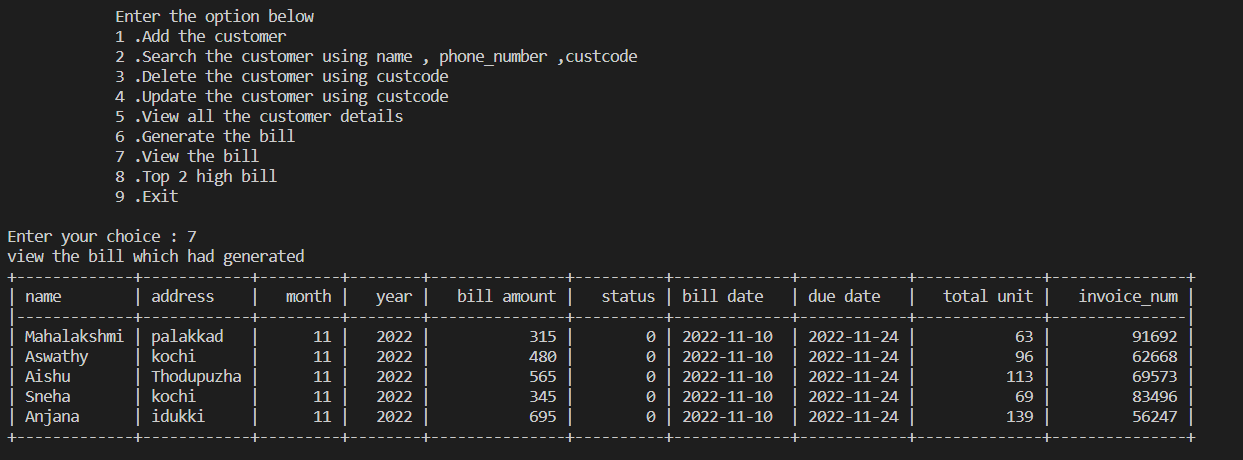 Enter the option below
1 .Add the customer
2 .Search the customer using name , phone_number ,custcode
3 .Delete the customer using custcode
4 .Update the customer using custcode
5 .View all the customer details
6 .Generate the bill
7 .View the bill
8 .Top 2 high bill
9 .Exit
Enter your choice : 7
view the bill which had generated
+-------------+------------+---------+--------+---------------+----------+-------------+------------+--------------+---------------+
| name        | address    |   month |   year |   bill amount |   status | bill date   | due date   |   total unit |   invoice_num |
|-------------+------------+---------+--------+---------------+----------+-------------+------------+--------------+---------------|
| Mahalakshmi | palakkad   |      11 |   2022 |           315 |        0 | 2022-11-10  | 2022-11-24 |           63 |         91692 |
| Aswathy     | kochi      |      11 |   2022 |           480 |        0 | 2022-11-10  | 2022-11-24 |           96 |         62668 |
| Aishu       | Thodupuzha |      11 |   2022 |           565 |        0 | 2022-11-10  | 2022-11-24 |          113 |         69573 |
| Sneha       | kochi      |      11 |   2022 |           345 |        0 | 2022-11-10  | 2022-11-24 |           69 |         83496 |
| Anjana      | idukki     |      11 |   2022 |           695 |        0 | 2022-11-10  | 2022-11-24 |          139 |         56247 |
+-------------+------------+---------+--------+---------------+----------+-------------+------------+--------------+---------------+